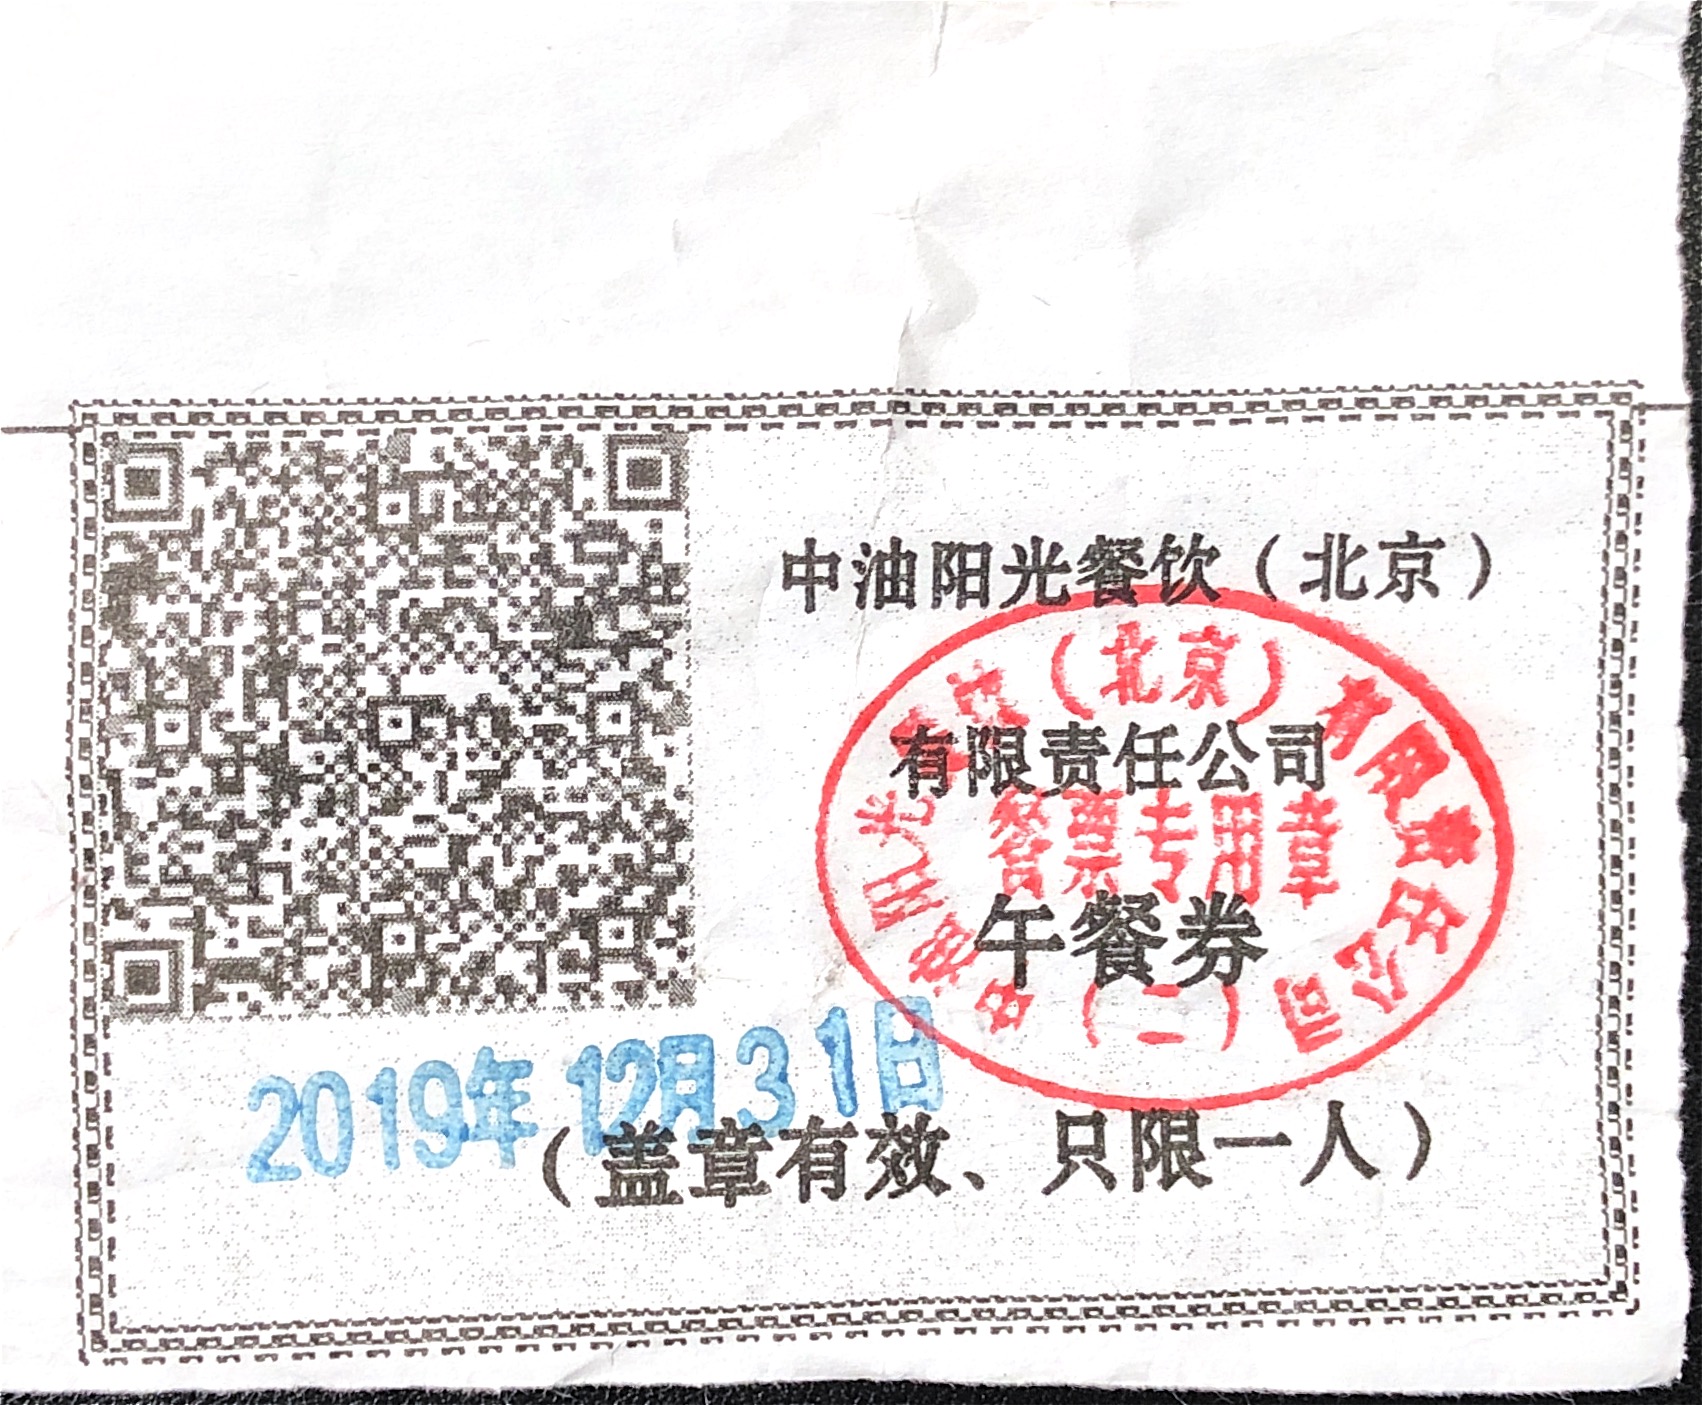 中油阳光餐饮（北京）
有限责任公司
午餐券
（盖章有效、只限一人）
2019年12月31日
中油阳光餐饮（北京）有限责任公司
餐票专用章
（二）